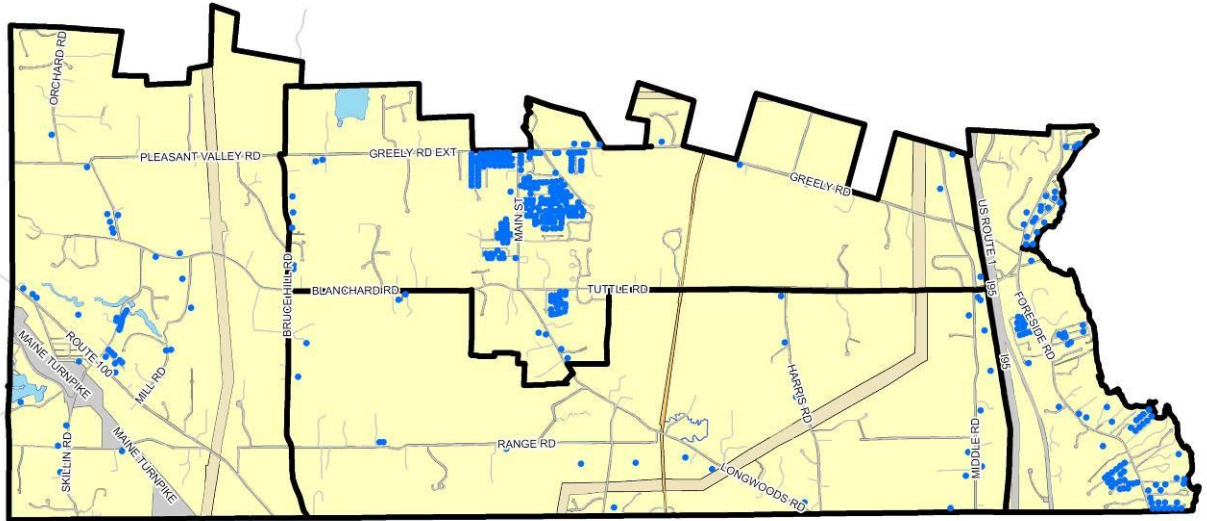 ORCHARD RD
PLEASANT VALLEY RD
GREELY RD EXT
MAIN ST
GREELY RD
US ROUTE 1
I95
BRUCE HILL RD
BLANCHARD RD
TUTTLE RD
FORESIDE RD
MAINE TURNPIKE
ROUTE 100
MILL RD
HARRIS RD
I95
SKILLIN RD
MAINE TURNPIKE
RANGE RD
LONGWOODS RD
MIDDLE RD